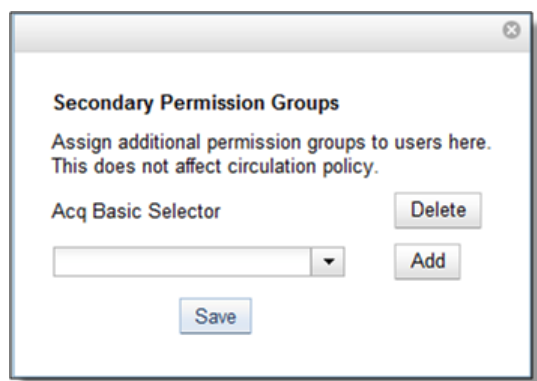 Secondary Permission Groups
Assign additional permission groups to users here.
This does not affect circulation policy.
Acq Basic Selector
Delete
Add
Save